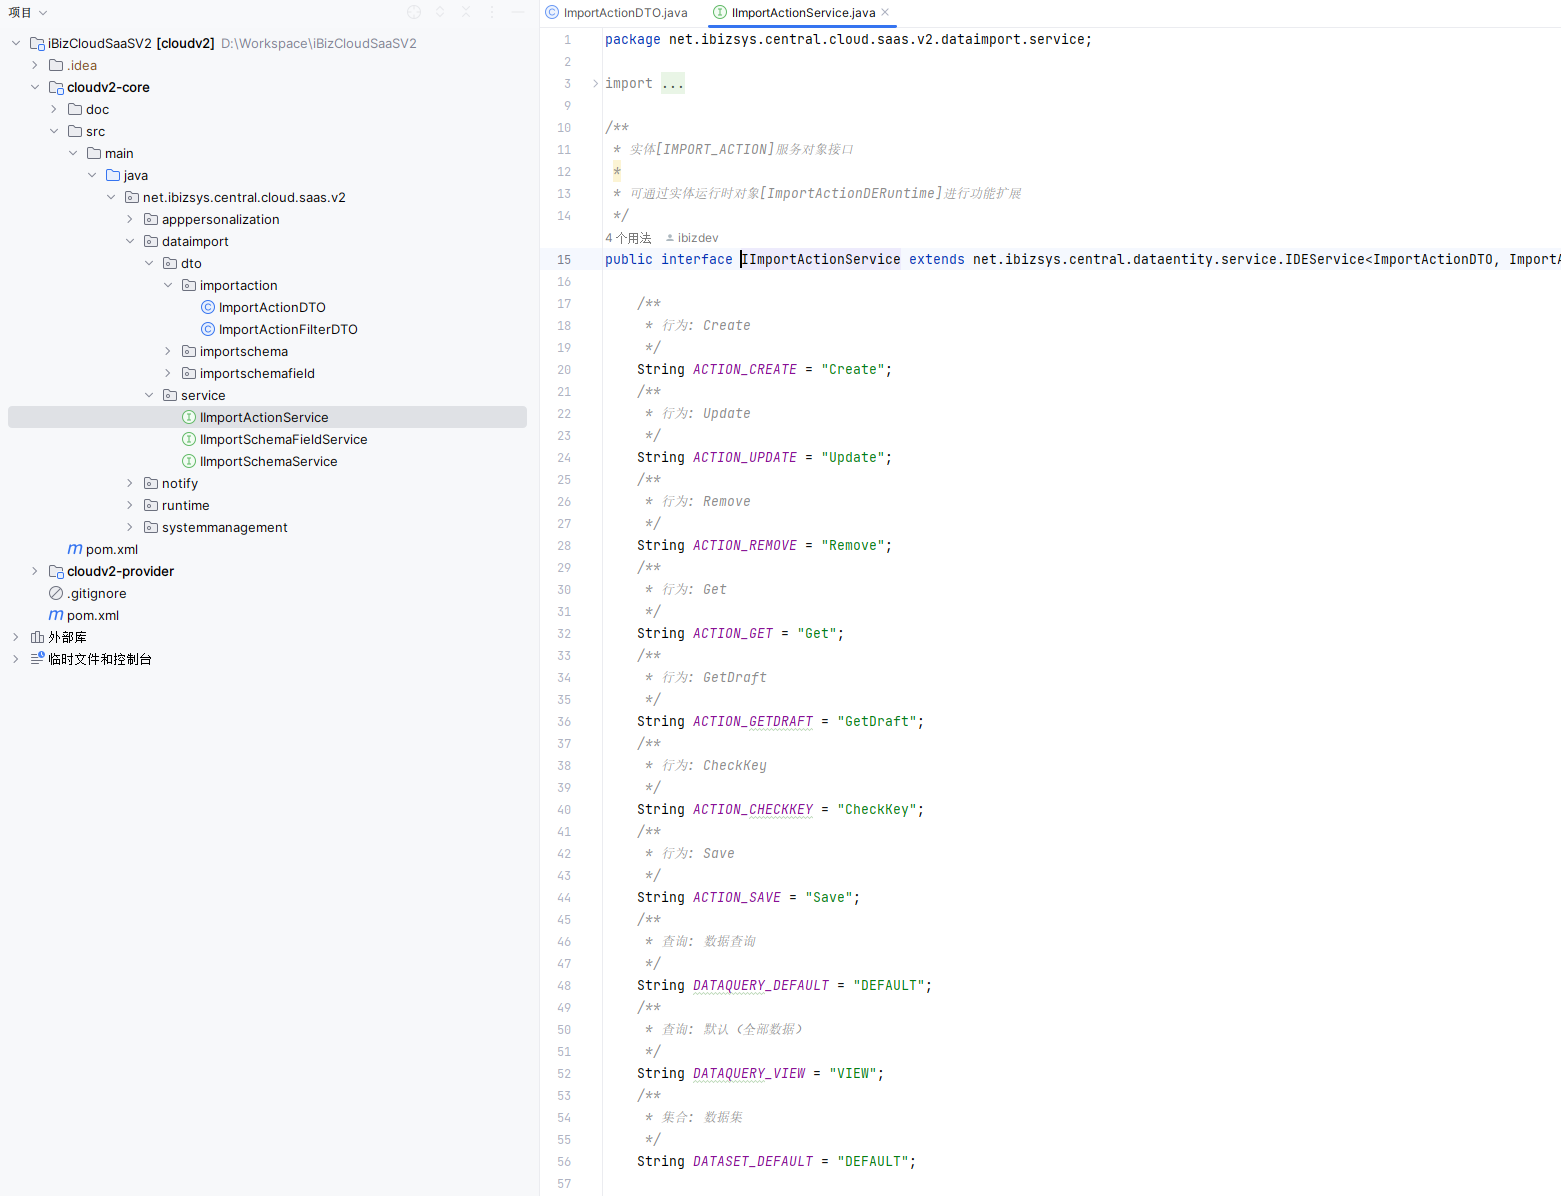 项目
iBizCloudSaaSV2 [cloudv2] D:\Workspace\iBizCloudSaaSV2
.idea
cloudv2-core
doc
src
main
java
net.ibizsys.central.cloud.saas.v2
apppersonalization
dataimport
dto
importaction
ImportActionDTO
ImportActionFilterDTO
importschema
importschemafield
service
IImportActionService
IImportSchemaFieldService
IImportSchemaService
notify
runtime
systemmanagement
pom.xml
cloudv2-provider
.gitignore
pom.xml
外部库
临时文件和控制台
ImportActionDTO.java IImportActionService.java
1 package net.ibizsys.central.cloud.saas.v2.dataimport.service;
2
3 import ...
9
10 /**
11 * 实体[IMPORT_ACTION]服务对象接口
12 *
13 * 可通过实体运行时对象[ImportActionDERuntime]进行功能扩展
14 */
4 个用法 ibizdev
15 public interface IImportActionService extends net.ibizsys.central.dataentity.service.IDEService<ImportActionDTO, ImportA
16
17 /**
18 * 行为: Create
19 */
20 String ACTION_CREATE = "Create";
21 /**
22 * 行为: Update
23 */
24 String ACTION_UPDATE = "Update";
25 /**
26 * 行为: Remove
27 */
28 String ACTION_REMOVE = "Remove";
29 /**
30 * 行为: Get
31 */
32 String ACTION_GET = "Get";
33 /**
34 * 行为: GetDraft
35 */
36 String ACTION_GETDRAFT = "GetDraft";
37 /**
38 * 行为: CheckKey
39 */
40 String ACTION_CHECKKEY = "CheckKey";
41 /**
42 * 行为: Save
43 */
44 String ACTION_SAVE = "Save";
45 /**
46 * 查询: 数据查询
47 */
48 String DATAQUERY_DEFAULT = "DEFAULT";
49 /**
50 * 查询: 默认（全部数据）
51 */
52 String DATAQUERY_VIEW = "VIEW";
53 /**
54 * 集合: 数据集
55 */
56 String DATASET_DEFAULT = "DEFAULT";
57